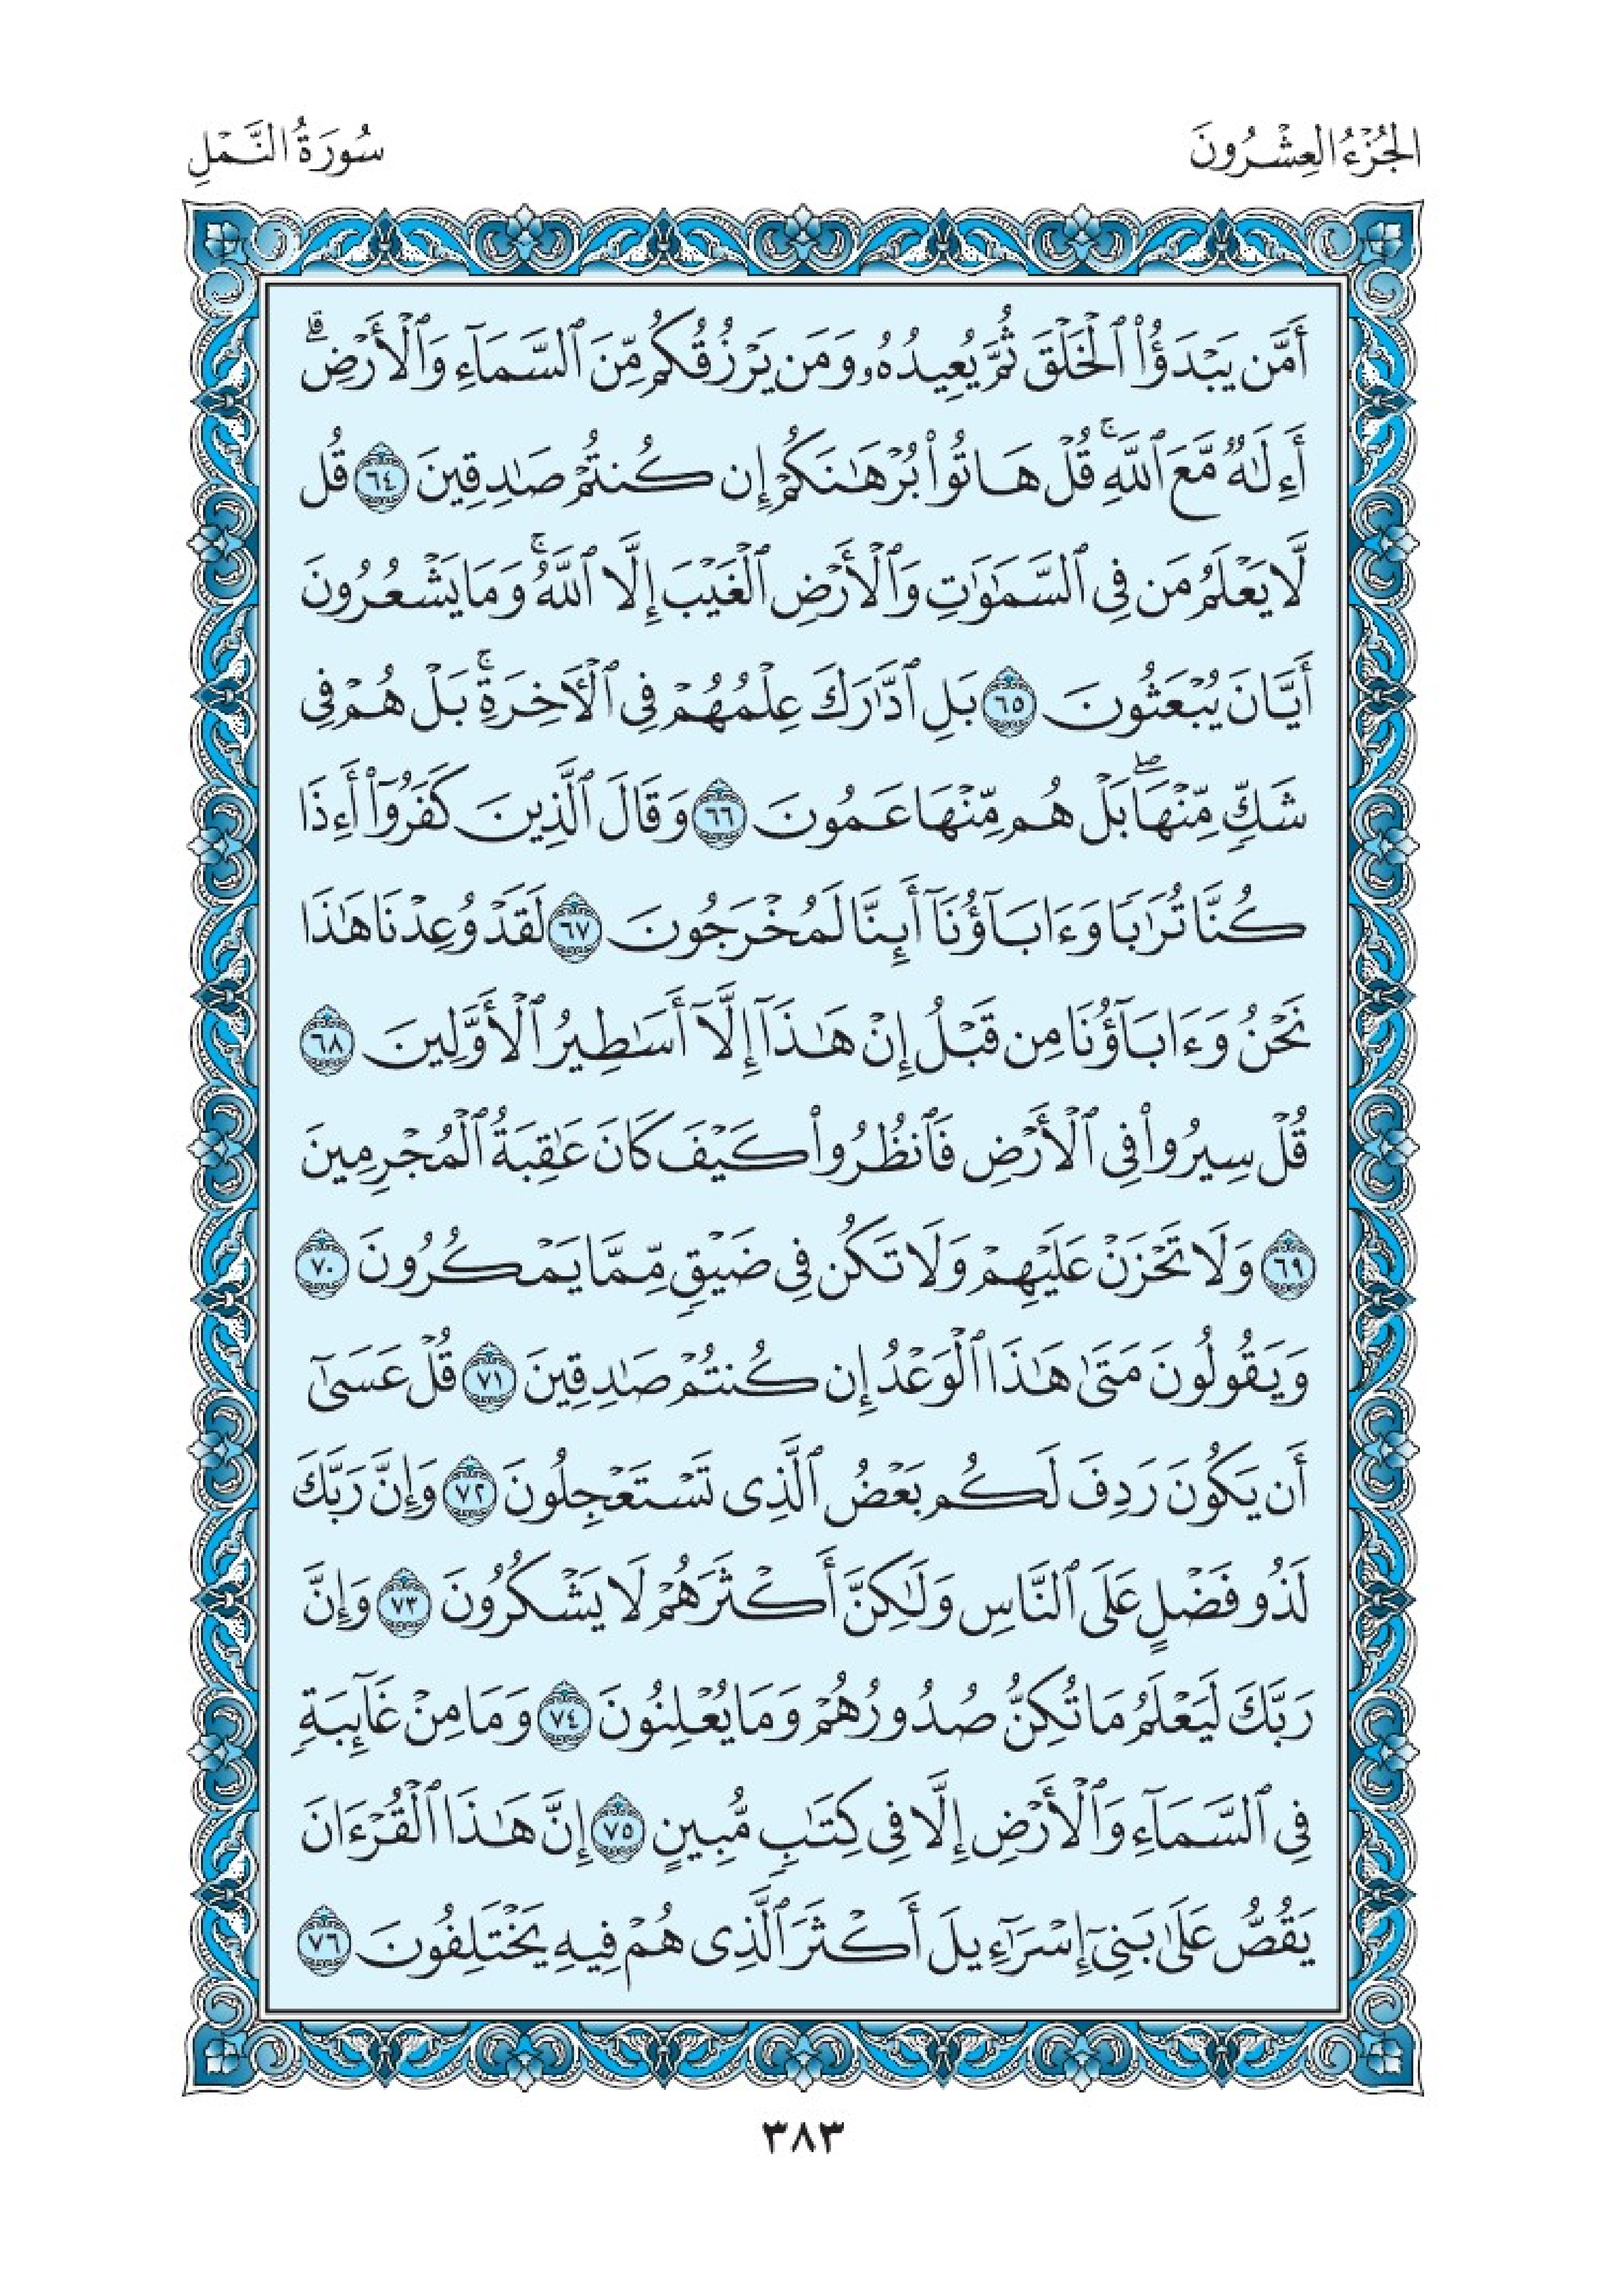 الجُزْءُ العِشْرُونَ
سُورَةُ النَّمْلِ
أَمَّن يَبْدَؤُا۟ ٱلْخَلْقَ ثُمَّ يُعِيدُهُۥ وَمَن يَرْزُقُكُم مِّنَ ٱلسَّمَآءِ وَٱلْأَرْضِ ۗ
أَءِلَٰهٌ مَّعَ ٱللَّهِ ۚ قُلْ هَاتُوا۟ بُرْهَٰنَكُمْ إِن كُنتُمْ صَٰدِقِينَ ٦٤ قُل
لَّا يَعْلَمُ مَن فِى ٱلسَّمَٰوَٰتِ وَٱلْأَرْضِ ٱلْغَيْبَ إِلَّا ٱللَّهُ ۚ وَمَا يَشْعُرُونَ
أَيَّانَ يُبْعَثُونَ ٦٥ بَلِ ٱدَّٰرَكَ عِلْمُهُمْ فِى ٱلْءَاخِرَةِ ۚ بَلْ هُمْ فِى
شَكٍّ مِّنْهَا ۖ بَلْ هُم مِّنْهَا عَمُونَ ٦٦ وَقَالَ ٱلَّذِينَ كَفَرُوٓا۟ أَءِذَا
كُنَّا تُرَٰبًا وَءَابَآؤُنَآ أَئِنَّا لَمُخْرَجُونَ ٦٧ لَقَدْ وُعِدْنَا هَٰذَا
نَحْنُ وَءَابَآؤُنَا مِن قَبْلُ إِنْ هَٰذَآ إِلَّآ أَسَٰطِيرُ ٱلْأَوَّلِينَ ٦٨
قُلْ سِيرُوا۟ فِى ٱلْأَرْضِ فَٱنظُرُوا۟ كَيْفَ كَانَ عَٰقِبَةُ ٱلْمُجْرِمِينَ
٦٩ وَلَا تَحْزَنْ عَلَيْهِمْ وَلَا تَكُن فِى ضَيْقٍ مِّمَّا يَمْكُرُونَ ٧٠
وَيَقُولُونَ مَتَىٰ هَٰذَا ٱلْوَعْدُ إِن كُنتُمْ صَٰدِقِينَ ٧١ قُلْ عَسَىٰٓ
أَن يَكُونَ رَدِفَ لَكُم بَعْضُ ٱلَّذِى تَسْتَعْجِلُونَ ٧٢ وَإِنَّ رَبَّكَ
لَذُو فَضْلٍ عَلَى ٱلنَّاسِ وَلَٰكِنَّ أَكْثَرَهُمْ لَا يَشْكُرُونَ ٧٣ وَإِنَّ
رَبَّكَ لَيَعْلَمُ مَا تُكِنُّ صُدُورُهُمْ وَمَا يُعْلِنُونَ ٧٤ وَمَا مِنْ غَآئِبَةٍ
فِى ٱلسَّمَآءِ وَٱلْأَرْضِ إِلَّا فِى كِتَٰبٍ مُّبِينٍ ٧٥ إِنَّ هَٰذَا ٱلْقُرْءَانَ
يَقُصُّ عَلَىٰ بَنِىٓ إِسْرَٰٓءِيلَ أَكْثَرَ ٱلَّذِى هُمْ فِيهِ يَخْتَلِفُونَ ٧٦
٣٨٣